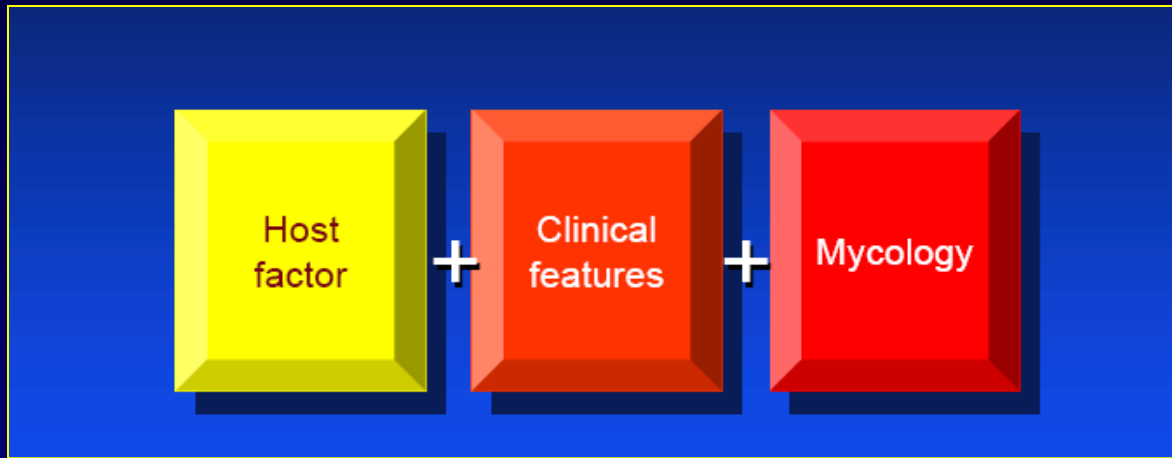 Host
factor
+
Clinical
features
+
Mycology